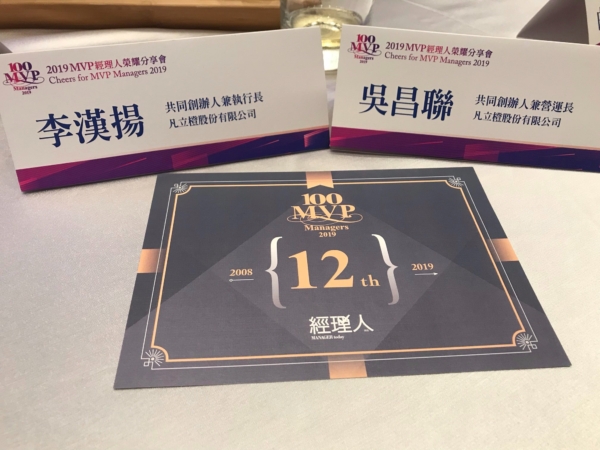 100
MVP
Managers
2019
2019 MVP經理人榮耀分享會
Cheers for MVP Managers 2019
李漢揚
共同創辦人兼執行長
凡立橙股份有限公司
100
MVP
Managers
2019
2019 MVP經理人榮耀分享會
Cheers for MVP Managers 2019
吳昌聯
共同創辦人兼營運長
凡立橙股份有限公司
100
MVP
Managers
2019
2008
{12th}
2019
經理人
MANAGER today